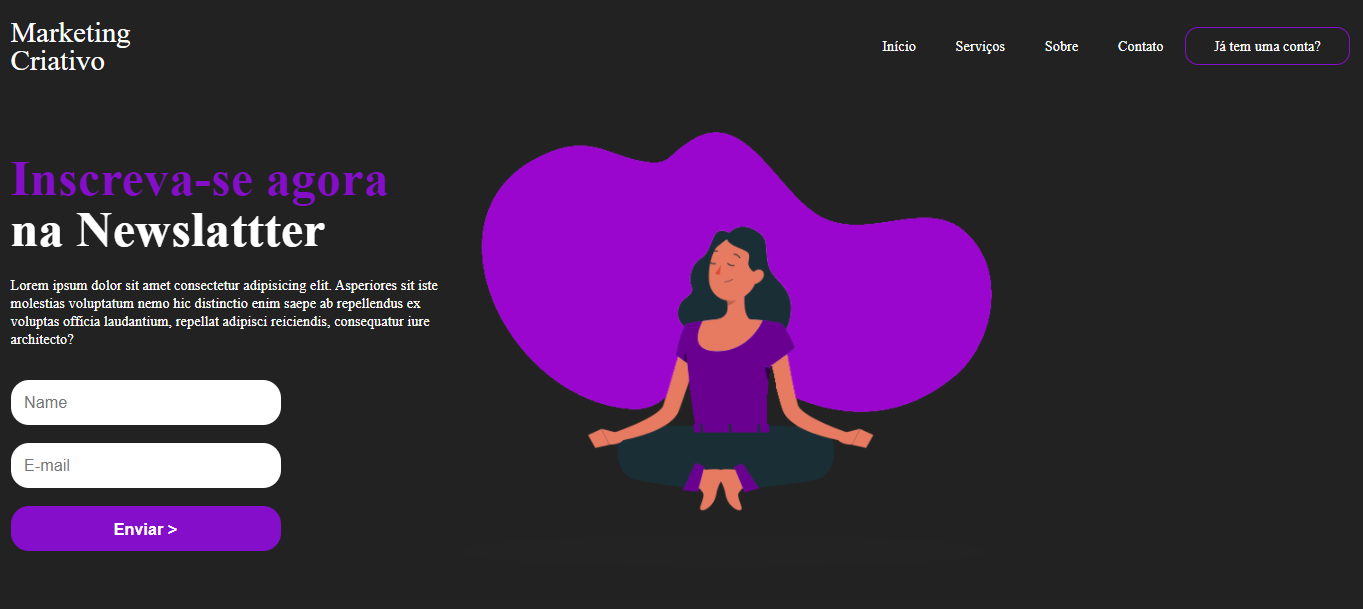 Marketing
Criativo
Início Serviços Sobre Contato Já tem uma conta?
Inscreva-se agora
na Newslattter
Lorem ipsum dolor sit amet consectetur adipisicing elit. Asperiores sit iste
molestias voluptatum nemo hic distinctio enim saepe ab repellendus ex
voluptas officia laudantium, repellat adipisci reiciendis, consequatur iure
architecto?
Name
E-mail
Enviar >